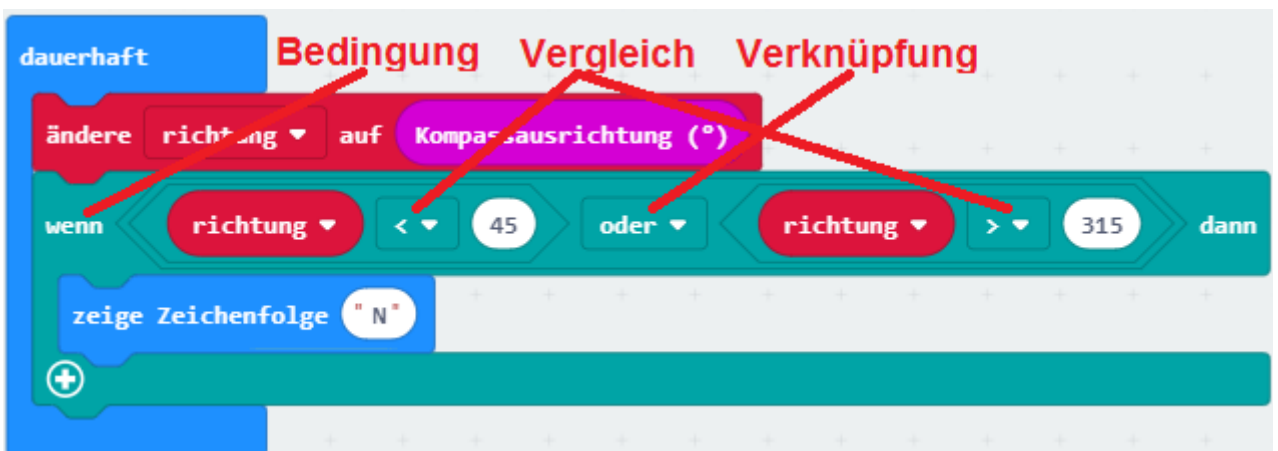 dauerhaft Bedingung Vergleich Verknüpfung
ändere richtung auf Kompassausrichtung (°)
wenn richtung < 45 oder richtung > 315 dann
zeige Zeichenfolge "N"